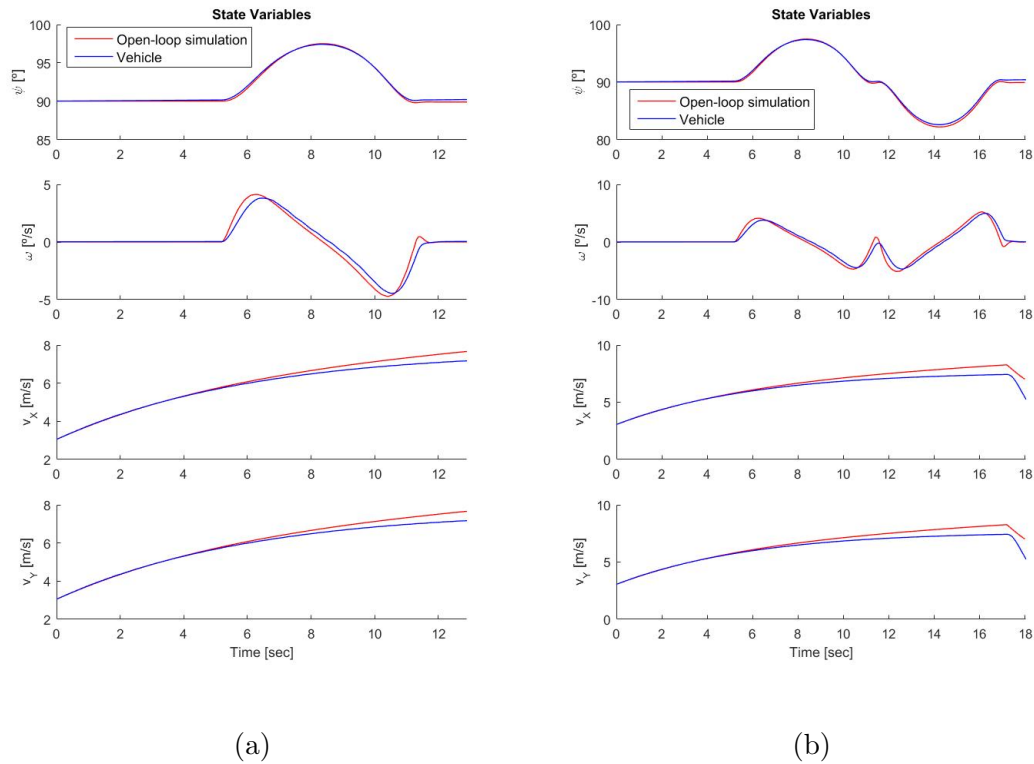 State Variables
100
95
90
85
ψ [º]
Open-loop simulation
Vehicle
0 2 4 6 8 10 12
5
0
-5
ω [º/s]
0 2 4 6 8 10 12
8
6
4
2
v_X [m/s]
0 2 4 6 8 10 12
8
6
4
2
v_Y [m/s]
0 2 4 6 8 10 12
Time [sec]
(a)
State Variables
100
90
80
ψ [º]
Open-loop simulation
Vehicle
0 2 4 6 8 10 12 14 16 18
10
0
-10
ω [º/s]
0 2 4 6 8 10 12 14 16 18
10
5
0
v_X [m/s]
0 2 4 6 8 10 12 14 16 18
10
5
0
v_Y [m/s]
0 2 4 6 8 10 12 14 16 18
Time [sec]
(b)